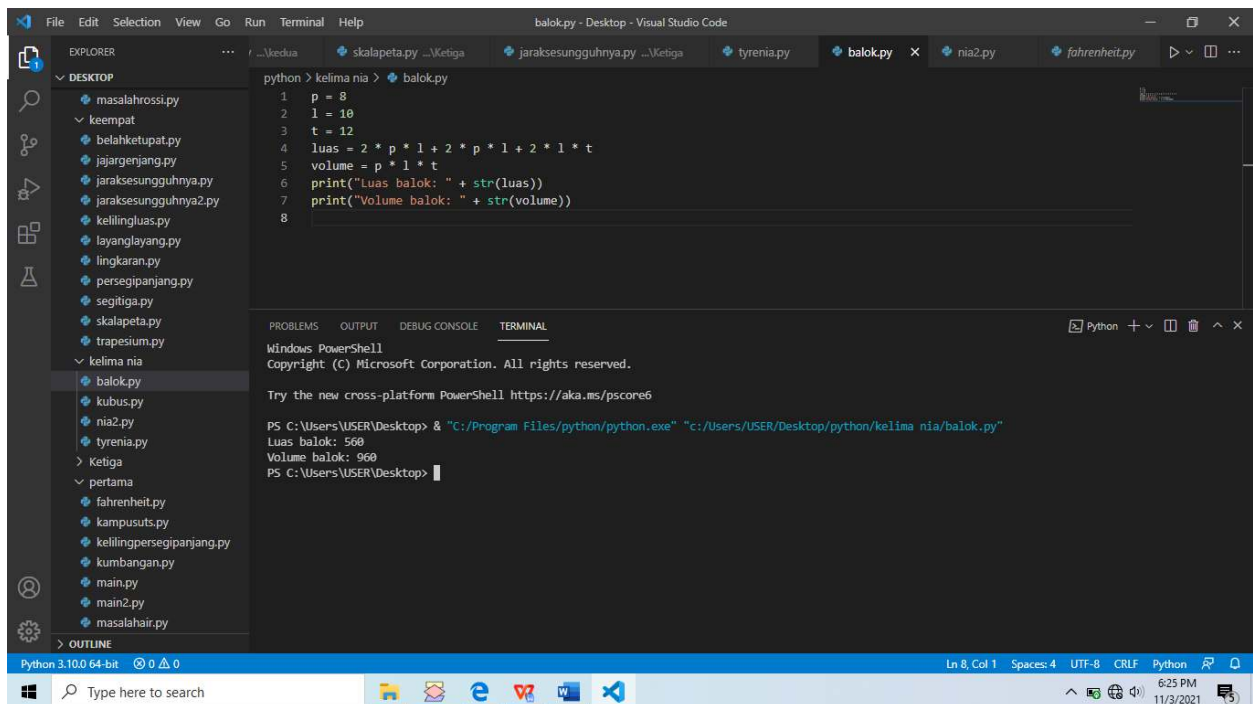 File Edit Selection View Go Run Terminal Help balok.py - Desktop - Visual Studio Code
EXPLORER
...\kedua skalapeta.py ...\Ketiga jaraksesungguhnya.py ...\Ketiga tyrenia.py balok.py nia2.py fahrenheit.py
1
DESKTOP
masalahrossi.py
keempat
belahketupat.py
jajargenjang.py
jaraksesungguhnya.py
jaraksesungguhnya2.py
kelilingluas.py
layanglayang.py
lingkaran.py
persegipanjang.py
segitiga.py
skalapeta.py
trapesium.py
kelima nia
balok.py
kubus.py
nia2.py
tyrenia.py
Ketiga
pertama
fahrenheit.py
kampusuts.py
kelilingpersegipanjang.py
kumbangan.py
main.py
main2.py
masalahair.py
OUTLINE
python > kelima nia > balok.py
1 p = 8
2 l = 10
3 t = 12
4 luas = 2 * p * l + 2 * p * l + 2 * l * t
5 volume = p * l * t
6 print("Luas balok: " + str(luas))
7 print("Volume balok: " + str(volume))
8
PROBLEMS OUTPUT DEBUG CONSOLE TERMINAL Python
Windows PowerShell
Copyright (C) Microsoft Corporation. All rights reserved.
Try the new cross-platform PowerShell https://aka.ms/pscore6
PS C:\Users\USER\Desktop> & "C:/Program Files/python/python.exe" "c:/Users/USER/Desktop/python/kelima nia/balok.py"
Luas balok: 560
Volume balok: 960
PS C:\Users\USER\Desktop>
Python 3.10.0 64-bit 0 0 Ln 8, Col 1 Spaces: 4 UTF-8 CRLF Python
Type here to search
6:25 PM
11/3/2021
5